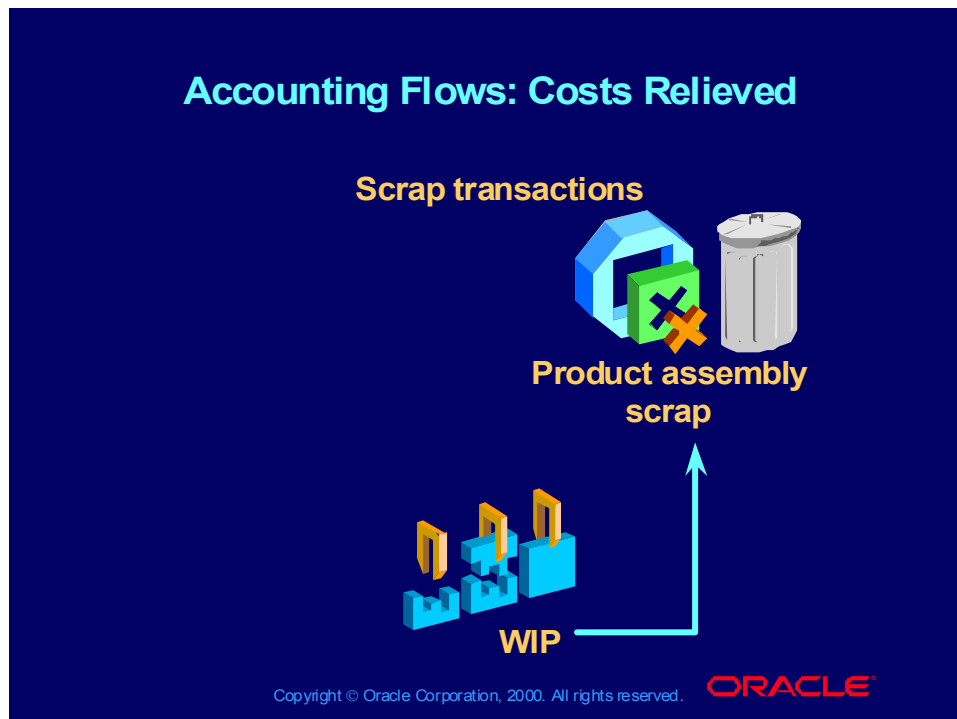 Accounting Flows: Costs Relieved
Scrap transactions
Product assembly
scrap
WIP
Copyright © Oracle Corporation, 2000. All rights reserved.
ORACLE®